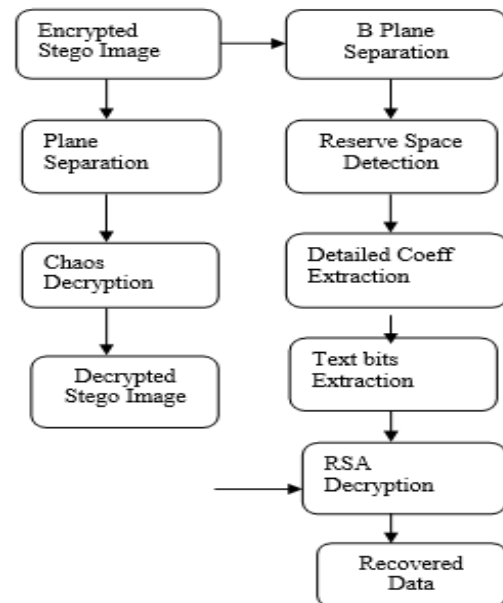 Encrypted
Stego Image
B Plane
Separation
Plane
Separation
Reserve Space
Detection
Chaos
Decryption
Detailed Coeff
Extraction
Decrypted
Stego Image
Text bits
Extraction
RSA
Decryption
Recovered
Data